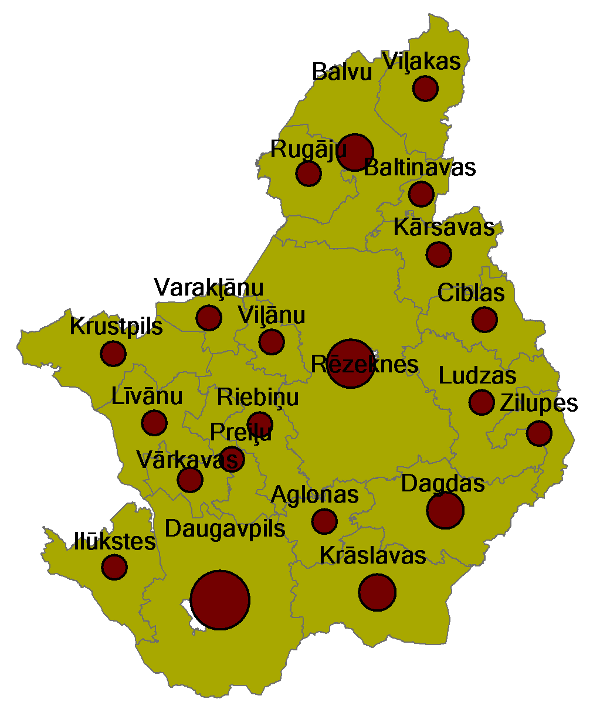 Viļakas
Balvu
Rugāju
Baltinavas
Kārsavas
Varakļānu
Ciblas
Viļānu
Krustpils
Rēzeknes
Ludzas
Līvānu
Riebiņu
Zilupes
Preiļu
Vārkavas
Dagdas
Aglonas
Daugavpils
Ilūkstes
Krāslavas